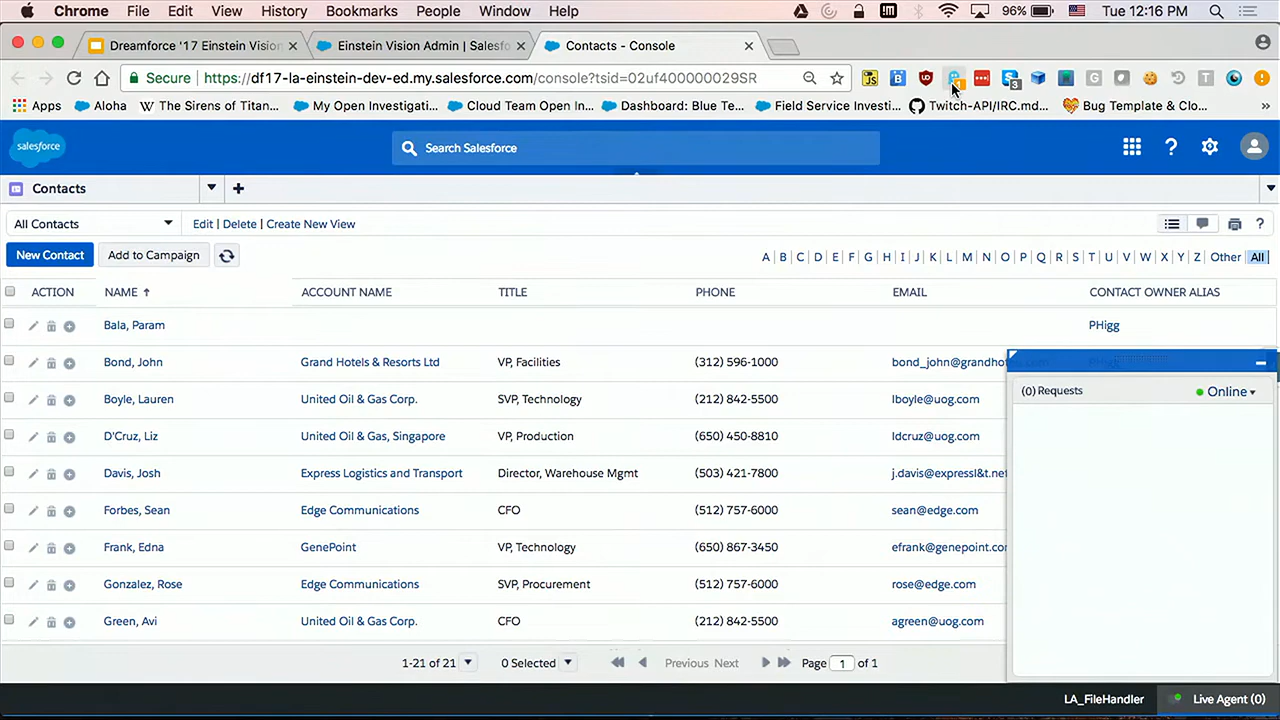 Chrome File Edit View History Bookmarks People Window Help 96% Tue 12:16 PM
Dreamforce '17 Einstein Vision Einstein Vision Admin | Salesfo Contacts - Console
Secure https://df17-la-einstein-dev-ed.my.salesforce.com/console?tsid=02uf400000029SR
Apps Aloha The Sirens of Titan... My Open Investigati... Cloud Team Open In... Dashboard: Blue Te... Field Service Investi... Twitch-API/IRC.md... Bug Template & Clo... »
salesforce Search Salesforce
Contacts
All Contacts Edit | Delete | Create New View
New Contact Add to Campaign A B C D E F G H I J K L M N O P Q R S T U V W X Y Z Other All
ACTION NAME ACCOUNT NAME TITLE PHONE EMAIL CONTACT OWNER ALIAS
Bala, Param PHigg
Bond, John Grand Hotels & Resorts Ltd VP, Facilities (312) 596-1000 bond_john@grandhotels.com
Boyle, Lauren United Oil & Gas Corp. SVP, Technology (212) 842-5500 lboyle@uog.com
(0) Requests Online
D'Cruz, Liz United Oil & Gas, Singapore VP, Production (650) 450-8810 ldcruz@uog.com
Davis, Josh Express Logistics and Transport Director, Warehouse Mgmt (503) 421-7800 j.davis@expressl&t.net
Forbes, Sean Edge Communications CFO (512) 757-6000 sean@edge.com
Frank, Edna GenePoint VP, Technology (650) 867-3450 efrank@genepoint.co
Gonzalez, Rose Edge Communications SVP, Procurement (512) 757-6000 rose@edge.com
Green, Avi United Oil & Gas Corp. CFO (212) 842-5500 agreen@uog.com
1-21 of 21 0 Selected Previous Next Page 1 of 1
LA_FileHandler Live Agent (0)